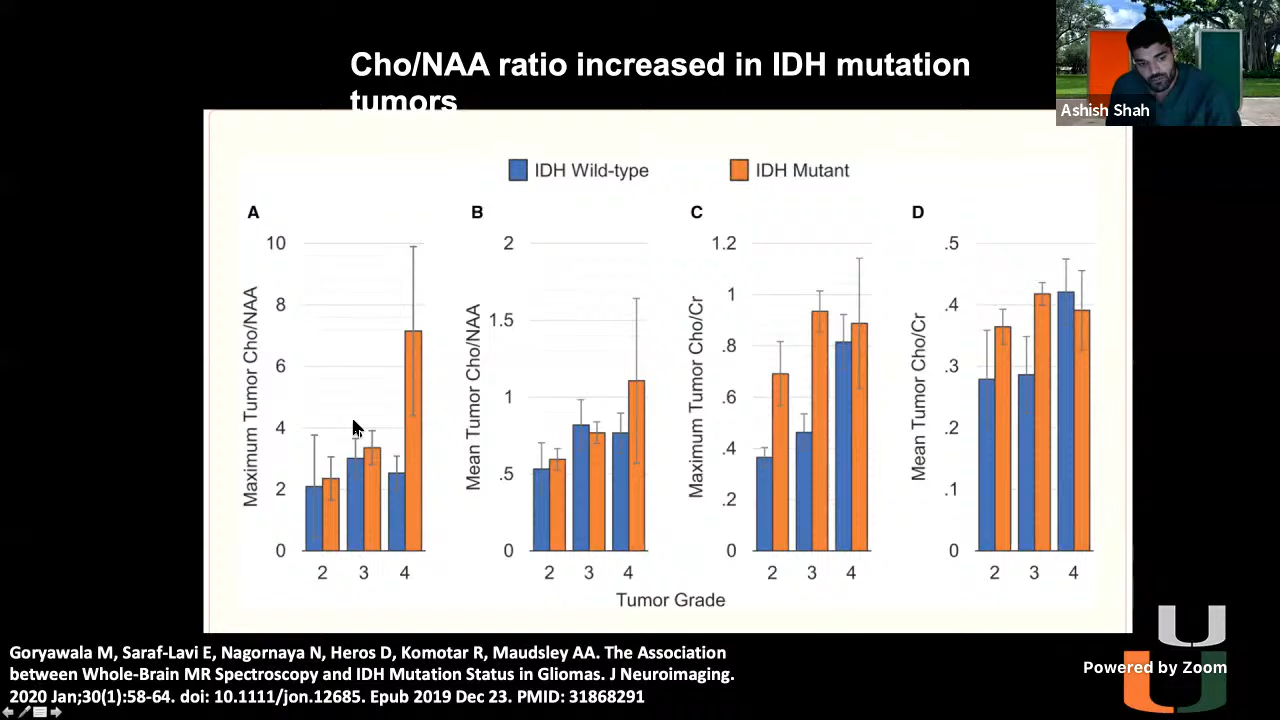 Cho/NAA ratio increased in IDH mutation
tumors
Ashish Shah
IDH Wild-type
IDH Mutant
A
Maximum Tumor Cho/NAA
10
8
6
4
2
0
2 3 4
B
Mean Tumor Cho/NAA
2
1.5
1
.5
0
2 3 4
C
Maximum Tumor Cho/Cr
1.2
1
.8
.6
.4
.2
0
2 3 4
D
Mean Tumor Cho/Cr
.5
.4
.3
.2
.1
0
2 3 4
Tumor Grade
Goryawala M, Saraf-Lavi E, Nagornaya N, Heros D, Komotar R, Maudsley AA. The Association
between Whole-Brain MR Spectroscopy and IDH Mutation Status in Gliomas. J Neuroimaging.
2020 Jan;30(1):58-64. doi: 10.1111/jon.12685. Epub 2019 Dec 23. PMID: 31868291
U
Powered by Zoom